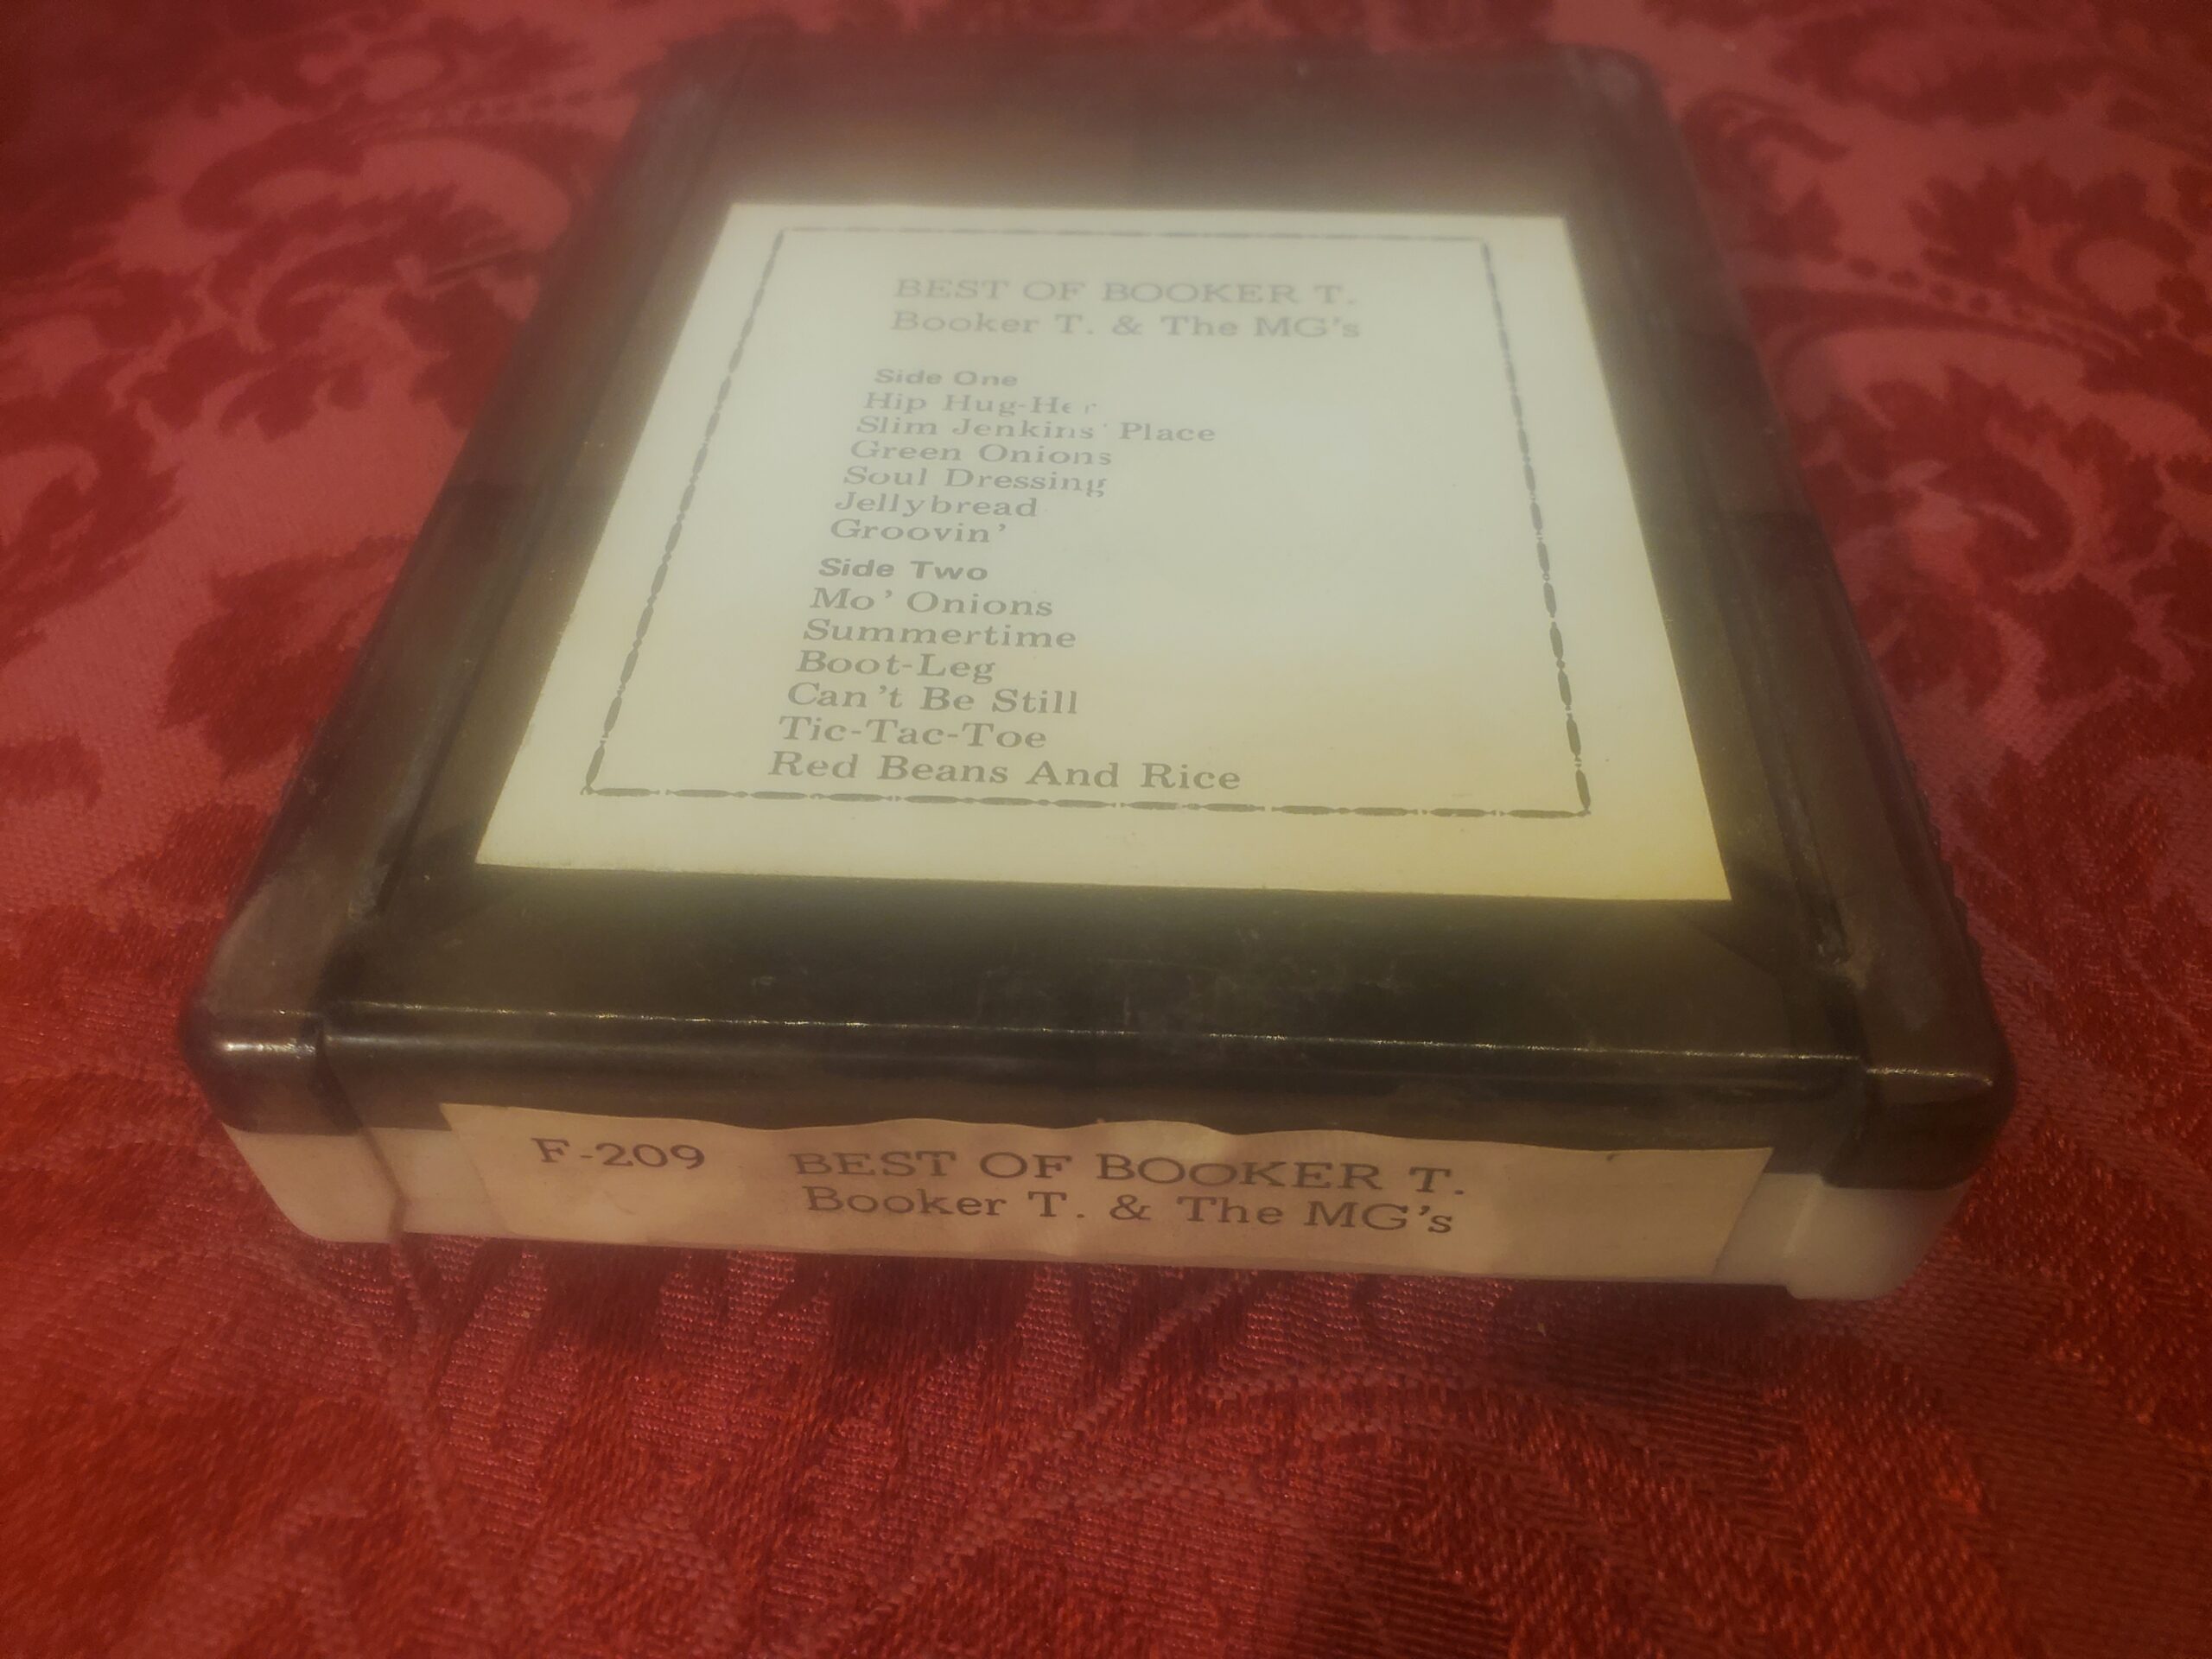 BEST OF BOOKER T.
Booker T. & The MG's
Side One
Hip Hug-Her
Slim Jenkins' Place
Green Onions
Soul Dressing
Jellybread
Groovin'
Side Two
Mo' Onions
Summertime
Boot-Leg
Can't Be Still
Tic-Tac-Toe
Red Beans And Rice
F-209 BEST OF BOOKER T.
Booker T. & The MG's